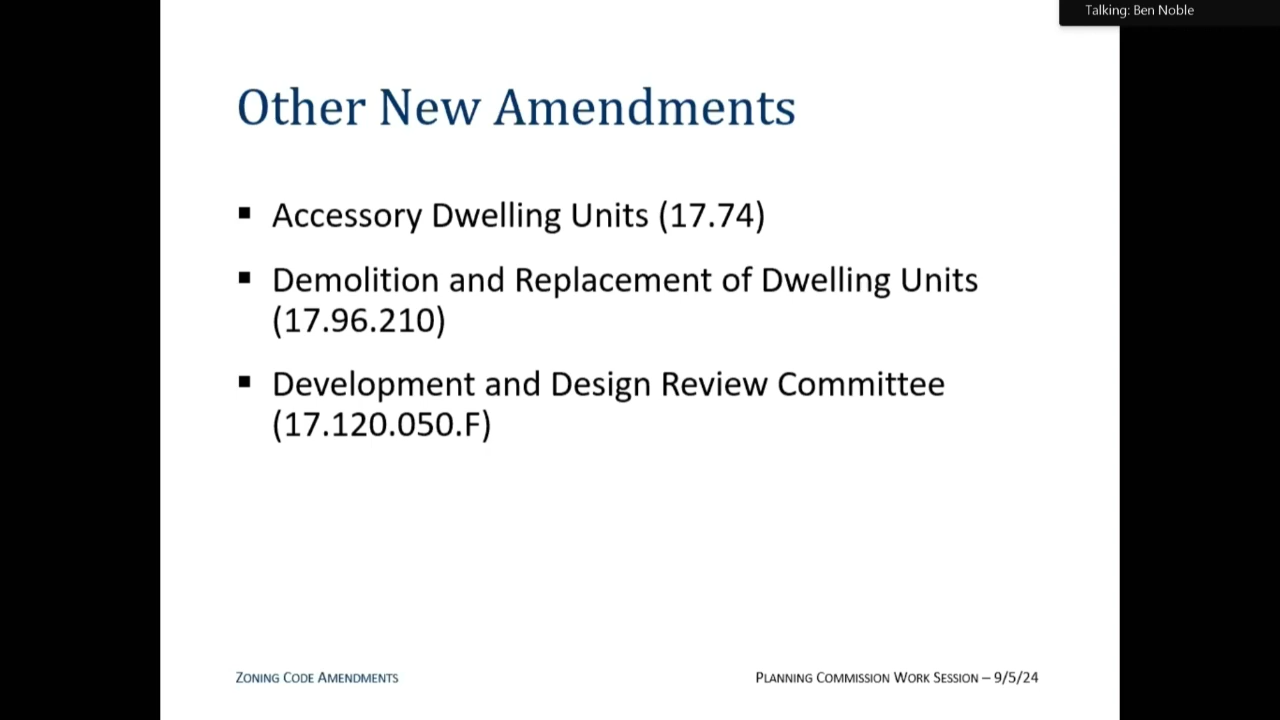 Talking: Ben Noble
Other New Amendments
▪ Accessory Dwelling Units (17.74)
▪ Demolition and Replacement of Dwelling Units
(17.96.210)
▪ Development and Design Review Committee
(17.120.050.F)
Zoning Code Amendments
Planning Commission Work Session – 9/5/24